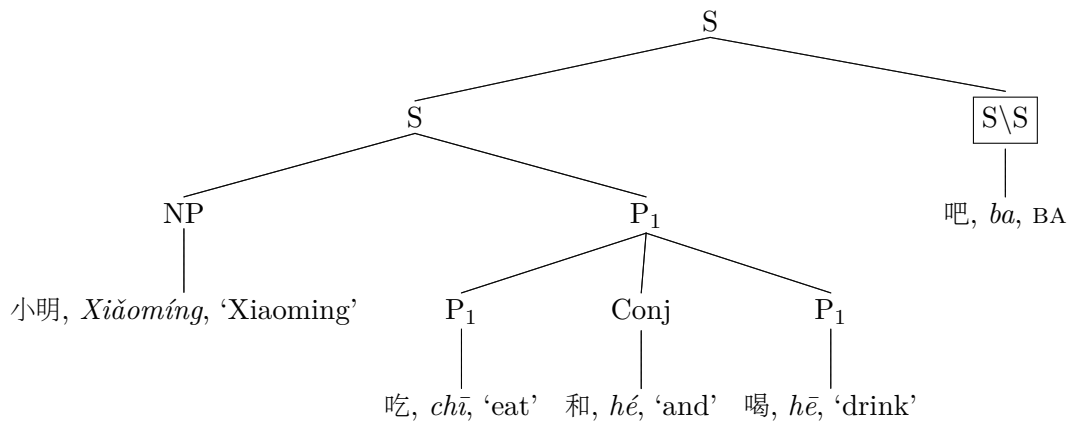 S
S S\S
NP P₁ 吧, ba, BA
小明, Xiǎomíng, ‘Xiaoming’ P₁ Conj P₁
吃, chī, ‘eat’ 和, hé, ‘and’ 喝, hē, ‘drink’